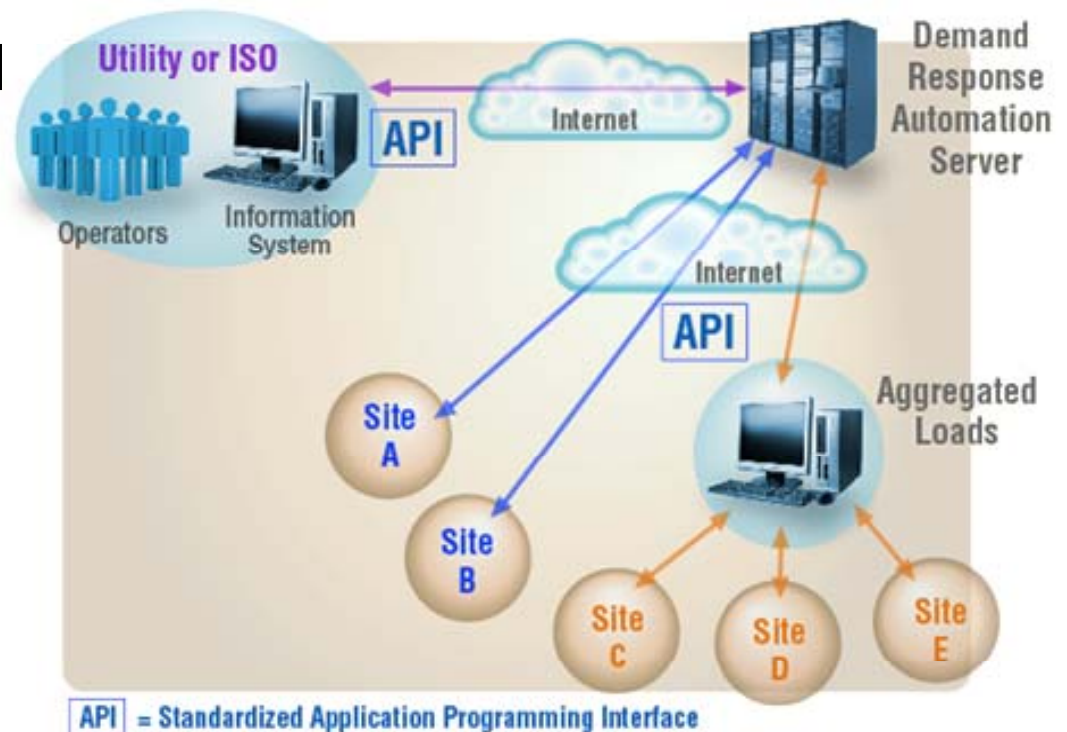 Utility or ISO
Operators
Information
System
API
Internet
Demand
Response
Automation
Server
Internet
API
Aggregated
Loads
Site
A
Site
B
Site
C
Site
D
Site
E
API = Standardized Application Programming Interface